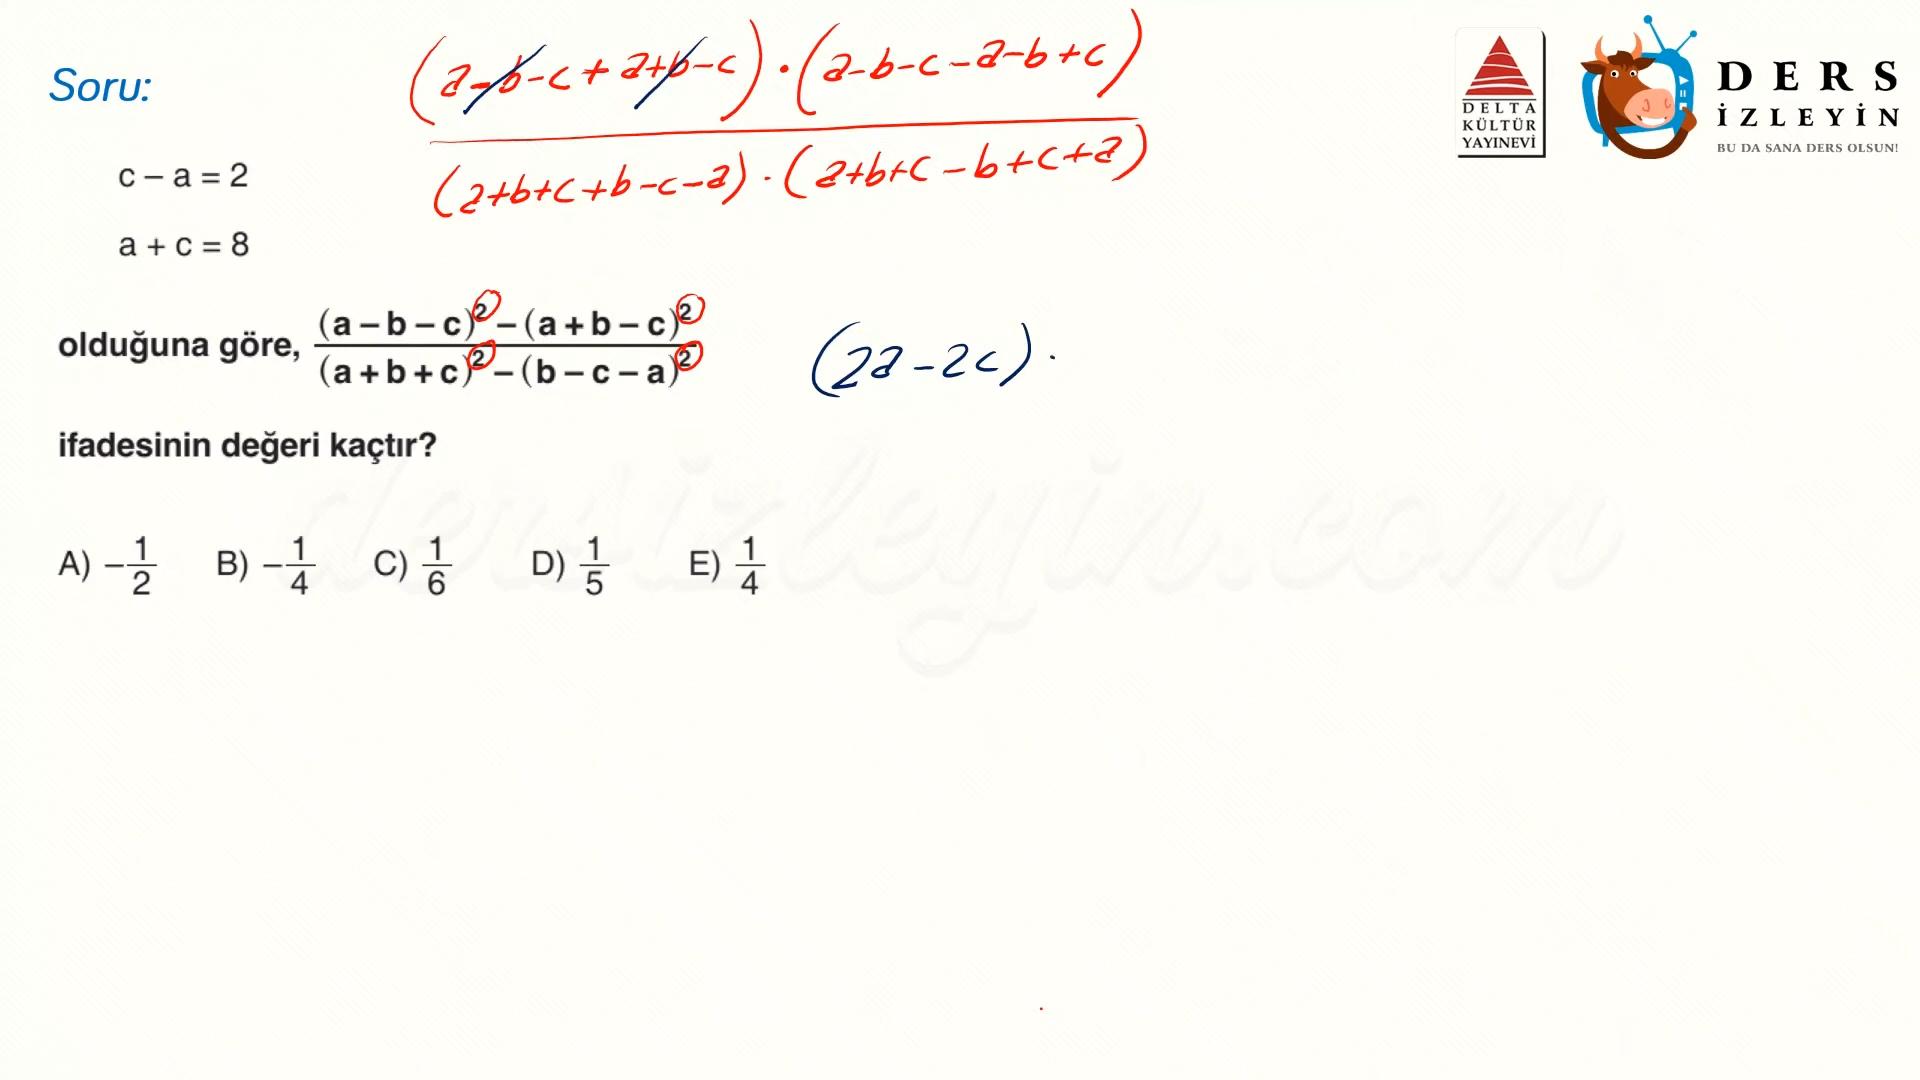 Soru:
(a-b-c+a+b-c)·(a-b-c-a-b+c)
(a+b+c+b-c-a)·(a+b+c-b+c+a)
DELTA
KÜLTÜR
YAYINEVİ
DERS
İZLEYİN
BU DA SANA DERS OLSUN!
c – a = 2
a + c = 8
olduğuna göre, (a – b – c)² – (a + b – c)²
(a + b + c)² – (b – c – a)²
(2a-2c)·
ifadesinin değeri kaçtır?
A) –1/2 B) –1/4 C) 1/6 D) 1/5 E) 1/4
dersizleyin.com